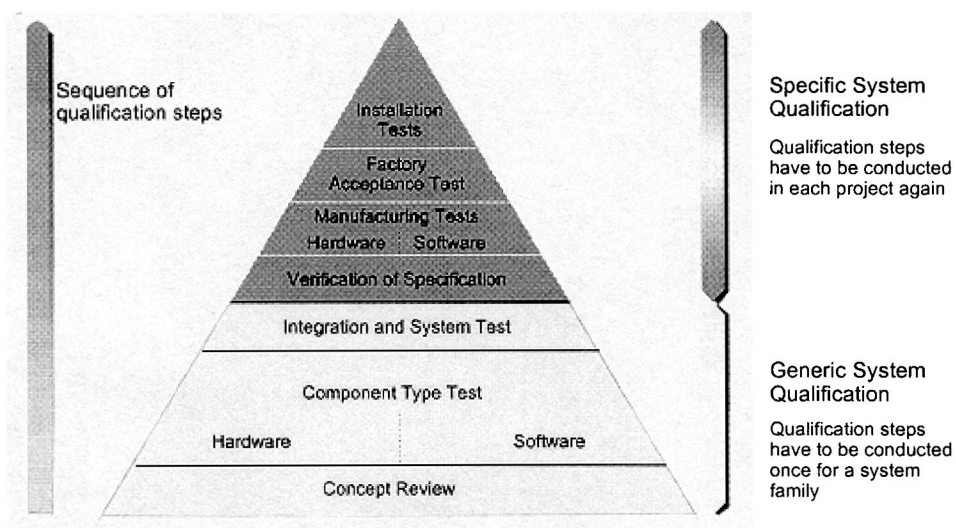 Sequence of
qualification steps
Installation
Tests
Factory
Acceptance Test
Manufacturing Tests
Hardware Software
Verification of Specification
Integration and System Test
Component Type Test
Hardware Software
Concept Review
Specific System
Qualification
Qualification steps
have to be conducted
in each project again
Generic System
Qualification
Qualification steps
have to be conducted
once for a system
family